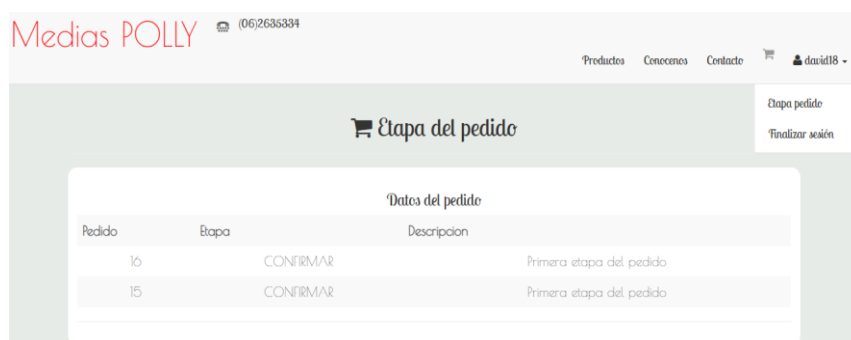 Medias POLLY (06)2635334
Productos Conocenos Contacto david18
Etapa pedido
Finalizar sesión
Etapa del pedido
Datos del pedido
Pedido Etapa Descripcion
16 CONFIRMAR Primera etapa del pedido
15 CONFIRMAR Primera etapa del pedido